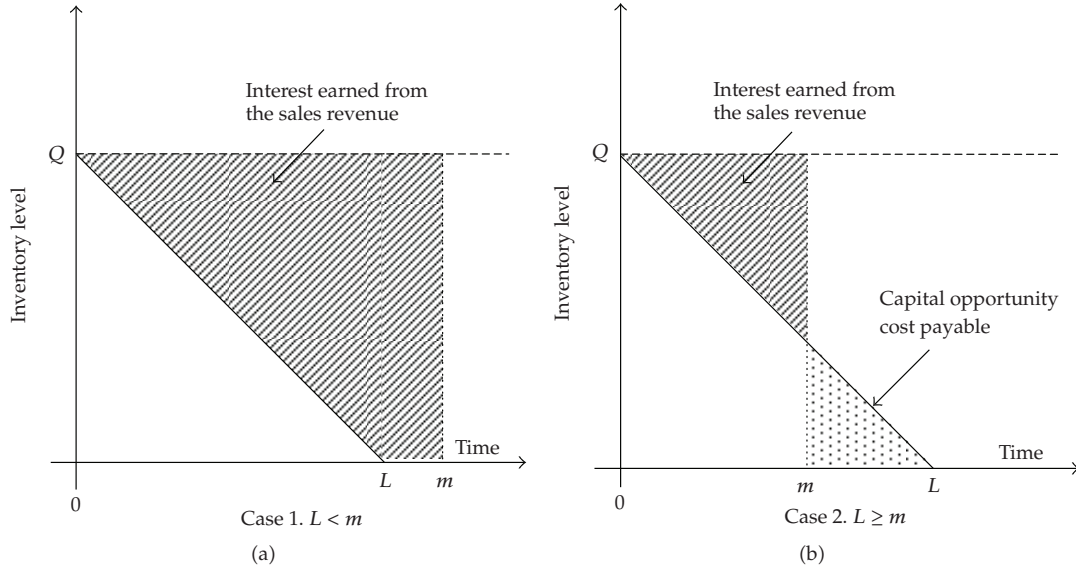 Interest earned from
the sales revenue
Q
Inventory level
Time
L
m
0
Case 1. L < m
(a)
Interest earned from
the sales revenue
Q
Inventory level
Capital opportunity
cost payable
Time
m
L
0
Case 2. L ≥ m
(b)